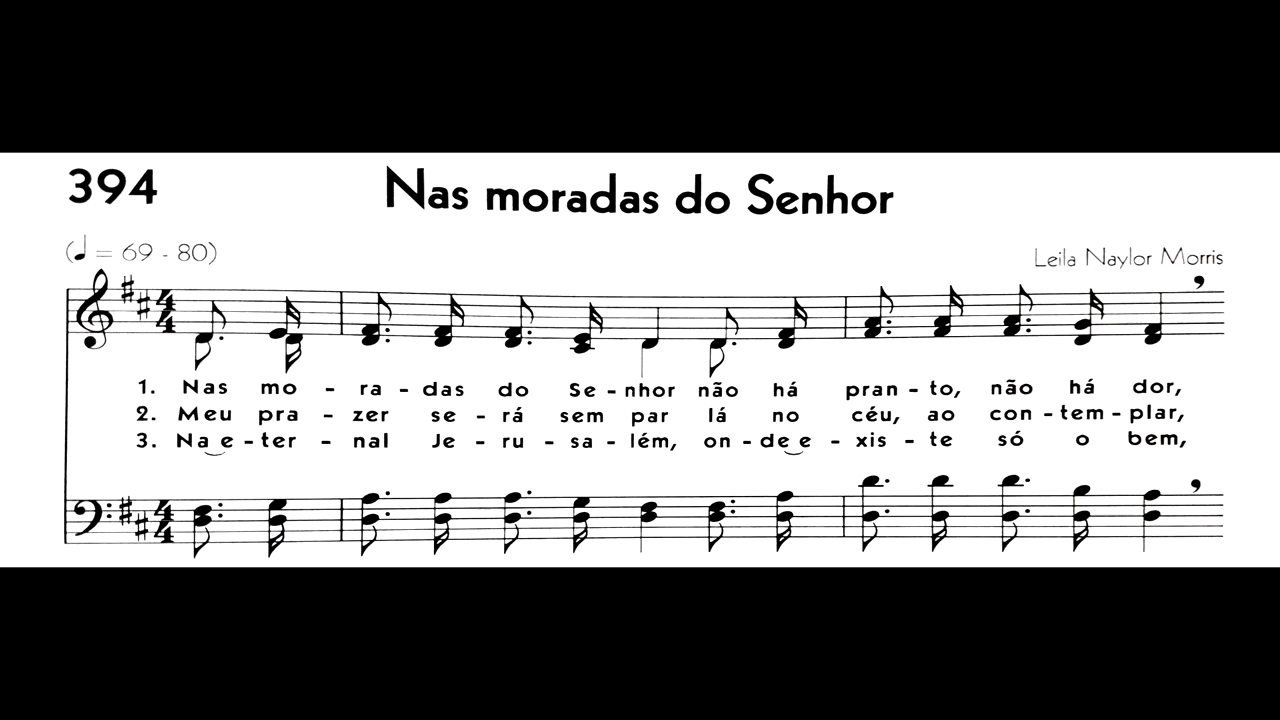 394
Nas moradas do Senhor
(♩ = 69 - 80)
Leila Naylor Morris
1. Nas mo - ra - das do Se - nhor não há pran - to, não há dor,
2. Meu pra - zer se - rá sem par lá no céu, ao con - tem - plar,
3. Na‿e - ter - nal Je - ru - sa - lém, on - de‿e - xis - te só o bem,